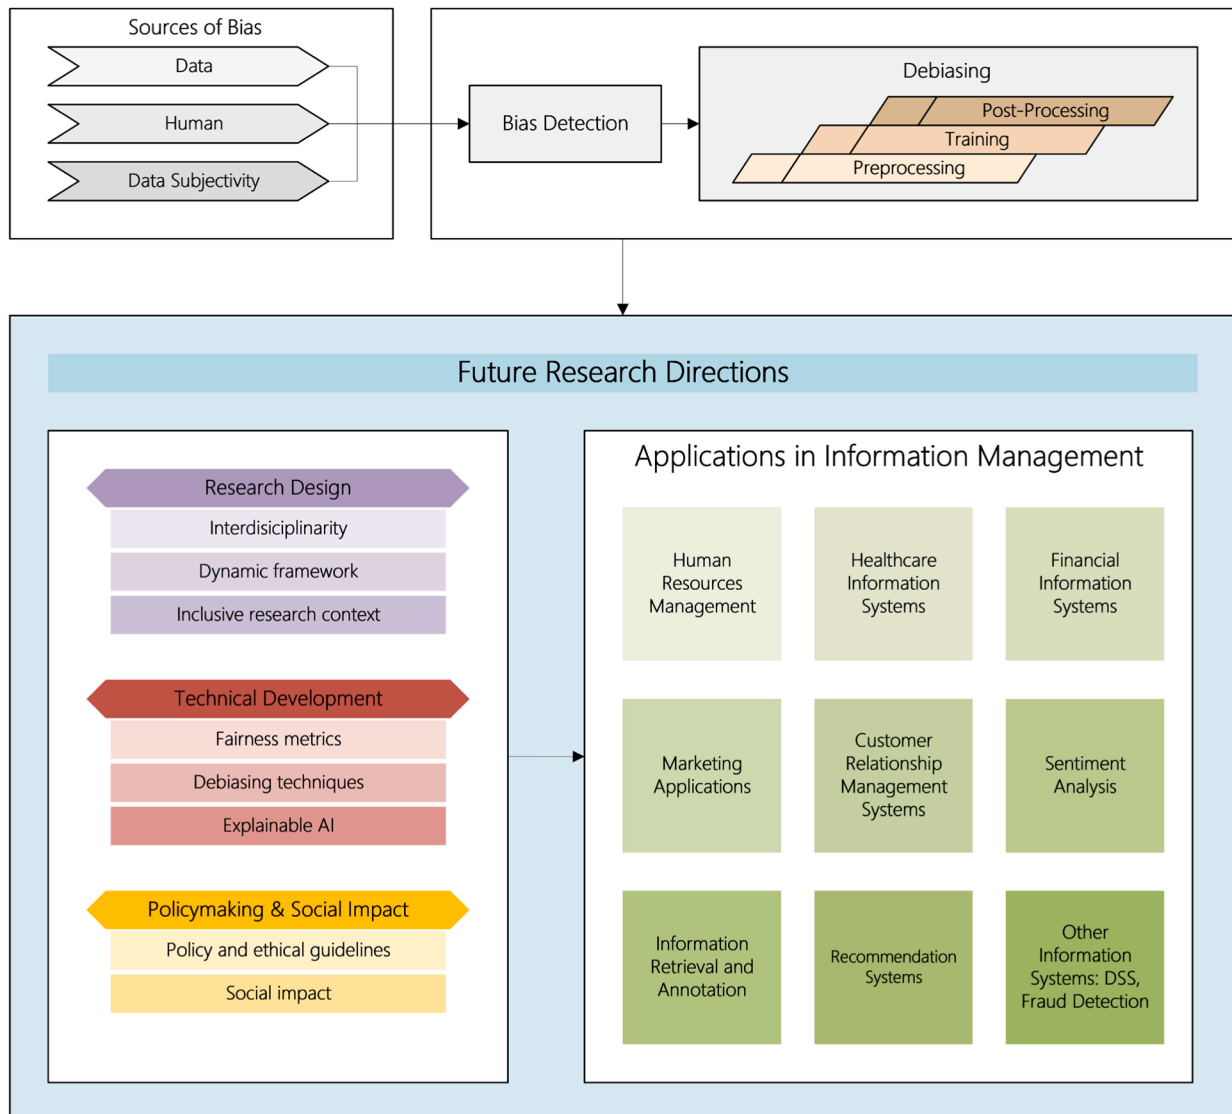 Sources of Bias
Data
Human
Data Subjectivity
Bias Detection
Debiasing
Post-Processing
Training
Preprocessing
Future Research Directions
Research Design
Interdisiciplinarity
Dynamic framework
Inclusive research context
Technical Development
Fairness metrics
Debiasing techniques
Explainable AI
Policymaking & Social Impact
Policy and ethical guidelines
Social impact
Applications in Information Management
Human
Resources
Management
Healthcare
Information
Systems
Financial
Information
Systems
Marketing
Applications
Customer
Relationship
Management
Systems
Sentiment
Analysis
Information
Retrieval and
Annotation
Recommendation
Systems
Other
Information
Systems: DSS,
Fraud Detection